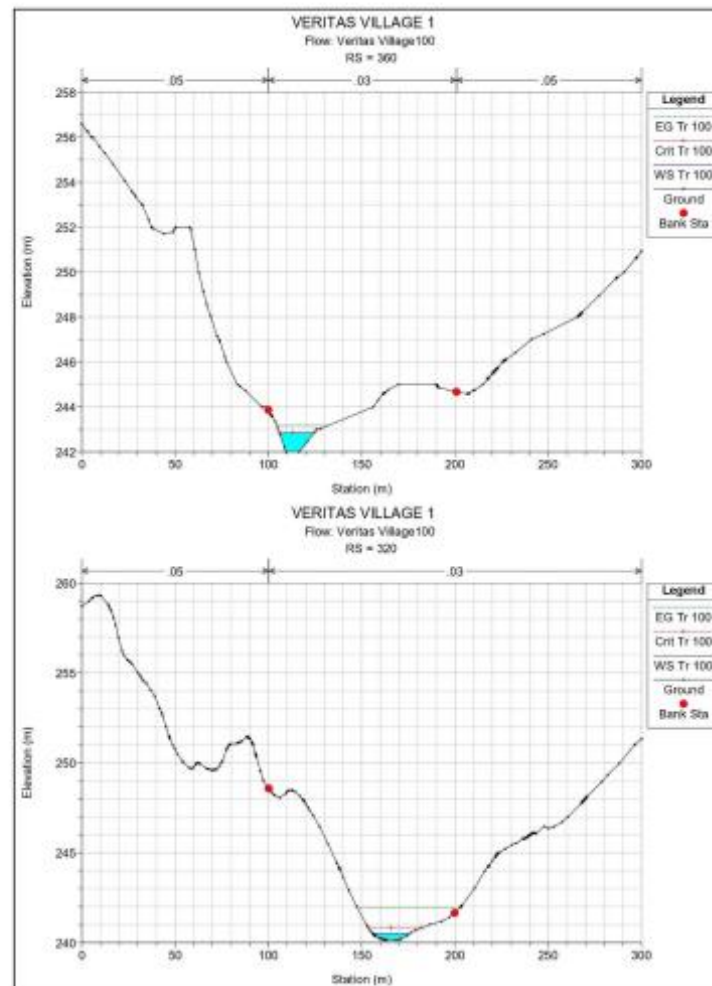 VERITAS VILLAGE 1
Flow: Veritas Village100
RS = 360
.05 .03 .05
258
256
254
252
250
248
246
244
242
Elevation (m)
0 50 100 150 200 250 300
Station (m)
Legend
EG Tr 100
Crit Tr 100
WS Tr 100
Ground
Bank Sta
VERITAS VILLAGE 1
Flow: Veritas Village100
RS = 320
.05 .03
260
255
250
245
240
Elevation (m)
0 50 100 150 200 250 300
Station (m)
Legend
EG Tr 100
Crit Tr 100
WS Tr 100
Ground
Bank Sta